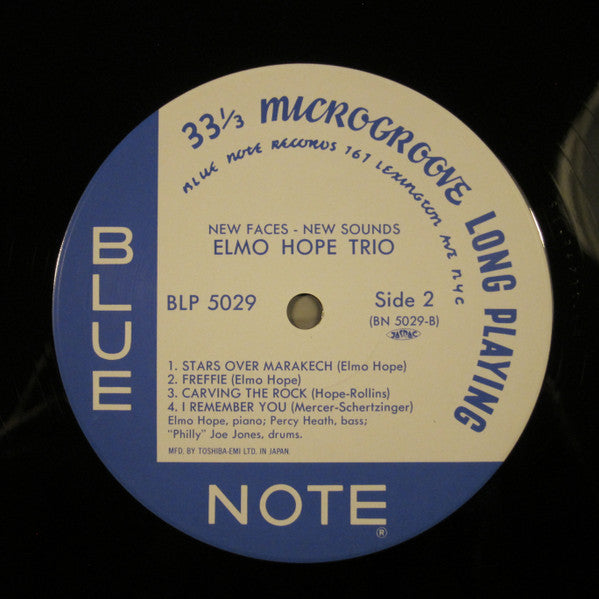 33⅓ MICROGROOVE LONG PLAYING
BLUE NOTE RECORDS 767 LEXINGTON AVE NYC
NEW FACES - NEW SOUNDS
ELMO HOPE TRIO
BLP 5029
Side 2
(BN 5029-B)
JASRAC
1. STARS OVER MARAKECH (Elmo Hope)
2. FREFFIE (Elmo Hope)
3. CARVING THE ROCK (Hope-Rollins)
4. I REMEMBER YOU (Mercer-Schertzinger)
Elmo Hope, piano; Percy Heath, bass;
"Philly" Joe Jones, drums.
MFD. BY TOSHIBA-EMI LTD. IN JAPAN
BLUE
NOTE®